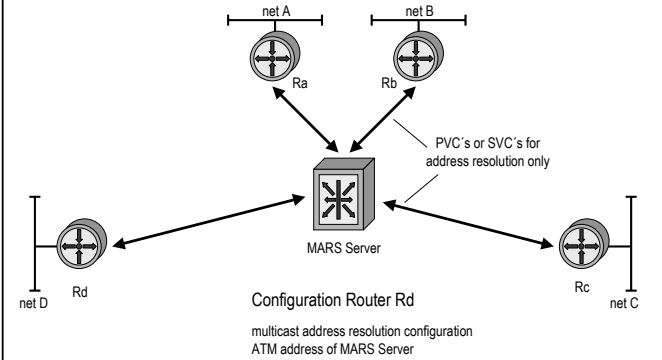 net A
net B
Ra
Rb
PVC´s or SVC´s for
address resolution only
MARS Server
Rd
net D
Rc
net C
Configuration Router Rd
multicast address resolution configuration
ATM address of MARS Server